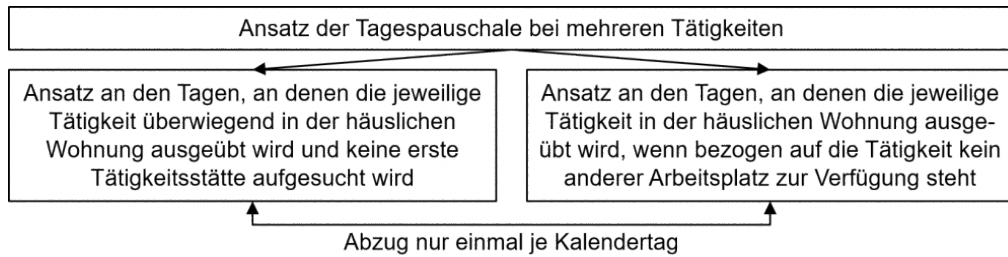 Ansatz der Tagespauschale bei mehreren Tätigkeiten
Ansatz an den Tagen, an denen die jeweilige
Tätigkeit überwiegend in der häuslichen
Wohnung ausgeübt wird und keine erste
Tätigkeitsstätte aufgesucht wird
Ansatz an den Tagen, an denen die jeweilige
Tätigkeit in der häuslichen Wohnung ausge-
übt wird, wenn bezogen auf die Tätigkeit kein
anderer Arbeitsplatz zur Verfügung steht
Abzug nur einmal je Kalendertag